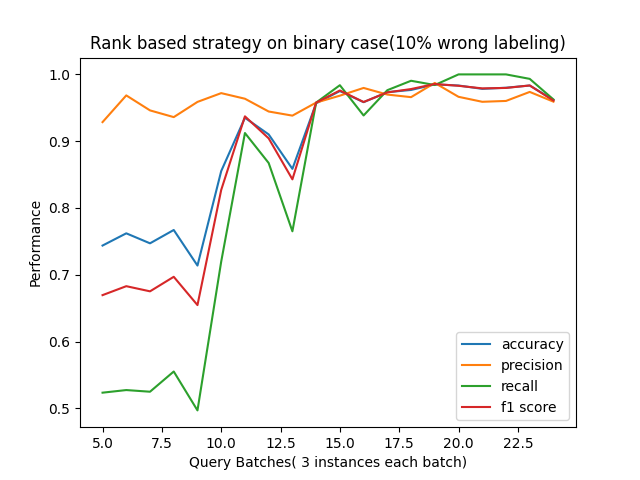 Rank based strategy on binary case(10% wrong labeling)
Performance
1.0
0.9
0.8
0.7
0.6
0.5
5.0 7.5 10.0 12.5 15.0 17.5 20.0 22.5
Query Batches( 3 instances each batch)
accuracy
precision
recall
f1 score